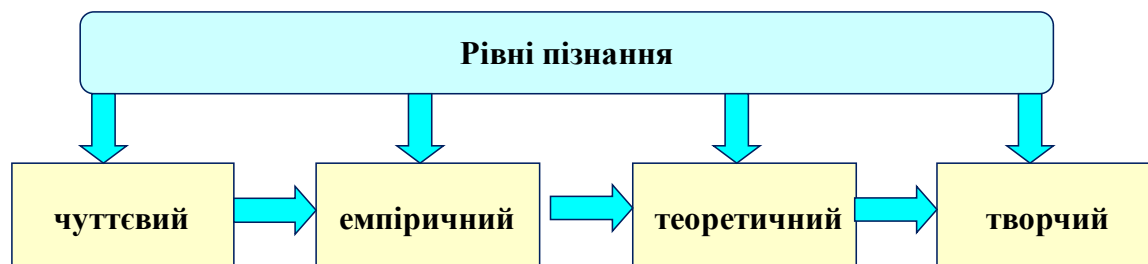 Рівні пізнання
чуттєвий
емпіричний
теоретичний
творчий